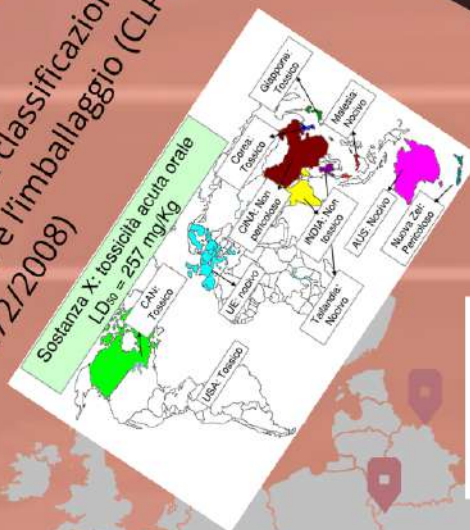 classificazion
e l'imballaggio (CLP
72/2008)
Sostanza X: tossicità acuta orale
LD50 = 257 mg/Kg
CAN:
Tossico
USA: Tossico
UE: nocivo
Corea:
Tossico
Giappone:
Tossico
CINA: Non
pericoloso
Malesia:
Nocivo
INDIA: Non
tossico
Tailandia:
Nocivo
AUS: Nocivo
Nuova Zel:
Pericoloso